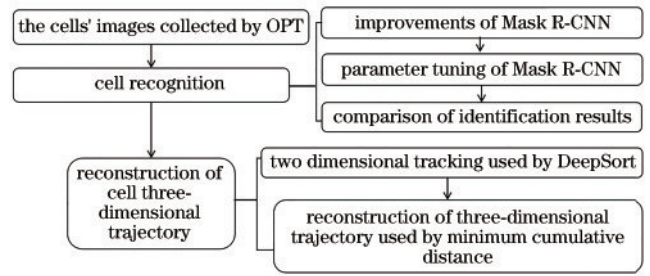 the cells' images collected by OPT
cell recognition
improvements of Mask R-CNN
parameter tuning of Mask R-CNN
comparison of identification results
reconstruction of
cell three-
dimensional
trajectory
two dimensional tracking used by DeepSort
reconstruction of three-dimensional
trajectory used by minimum cumulative
distance